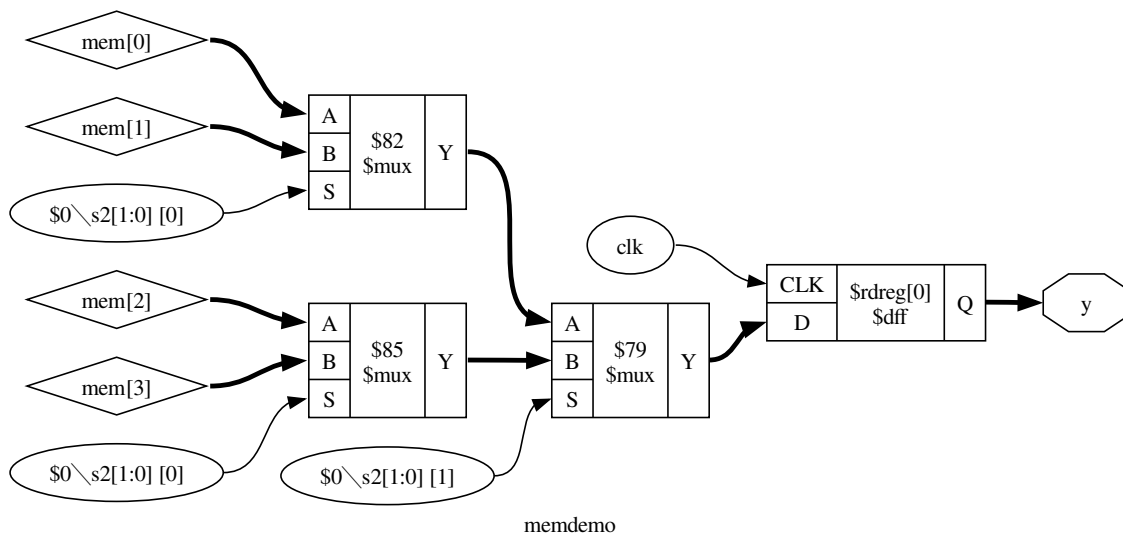 mem[0]
mem[1]
$0\s2[1:0] [0]
A
B
S
$82
$mux
Y
mem[2]
mem[3]
$0\s2[1:0] [0]
A
B
S
$85
$mux
Y
$0\s2[1:0] [1]
A
B
S
$79
$mux
Y
clk
CLK
D
$rdreg[0]
$dff
Q
y
memdemo